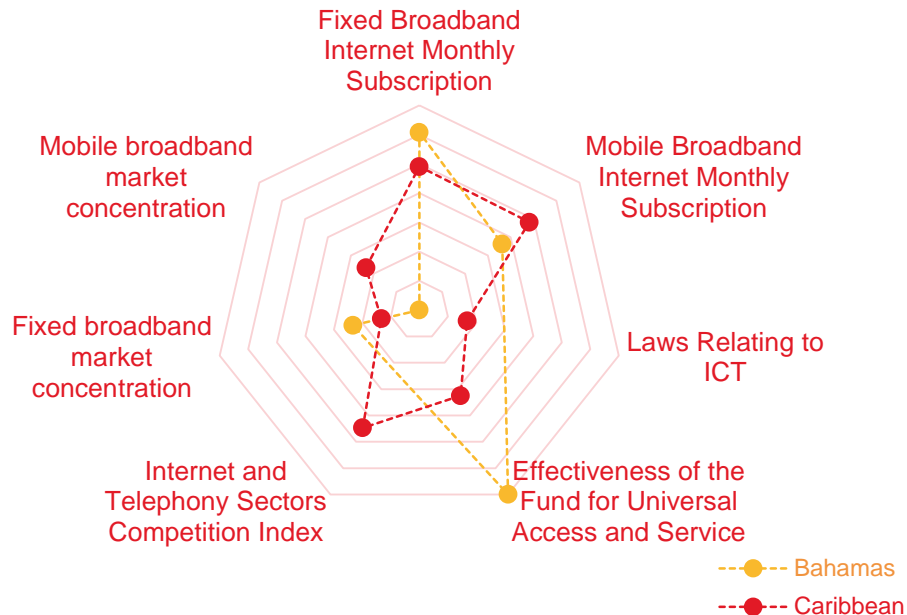 Fixed Broadband
Internet Monthly
Subscription
Mobile broadband
market
concentration
Mobile Broadband
Internet Monthly
Subscription
Fixed broadband
market
concentration
Laws Relating to
ICT
Internet and
Telephony Sectors
Competition Index
Effectiveness of the
Fund for Universal
Access and Service
Bahamas
Caribbean